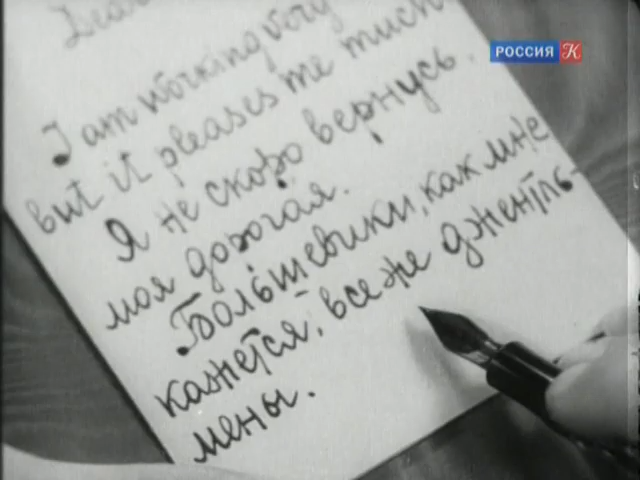 Dear
I am working very
but it pleases me much
Я не скоро вернусь.
моя дорогая.
Большевики, как мне
кажется, все же джентль-
мены.
РОССИЯ К